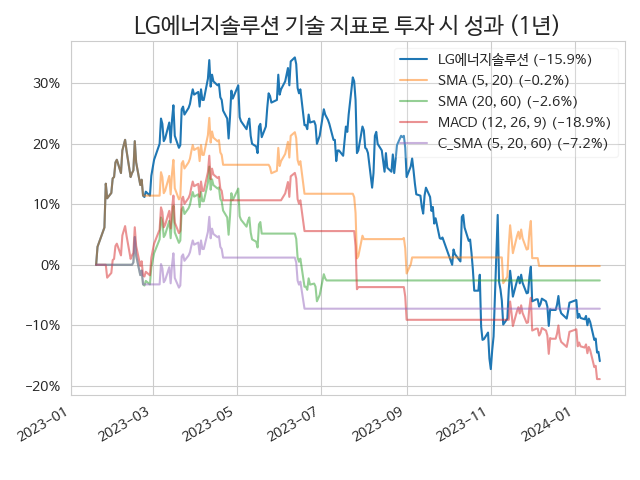 LG에너지솔루션 기술 지표로 투자 시 성과 (1년)
LG에너지솔루션 (−15.9%)
SMA (5, 20) (−0.2%)
SMA (20, 60) (−2.6%)
MACD (12, 26, 9) (−18.9%)
C_SMA (5, 20, 60) (−7.2%)
30%
20%
10%
0%
−10%
−20%
2023−01
2023−03
2023−05
2023−07
2023−09
2023−11
2024−01